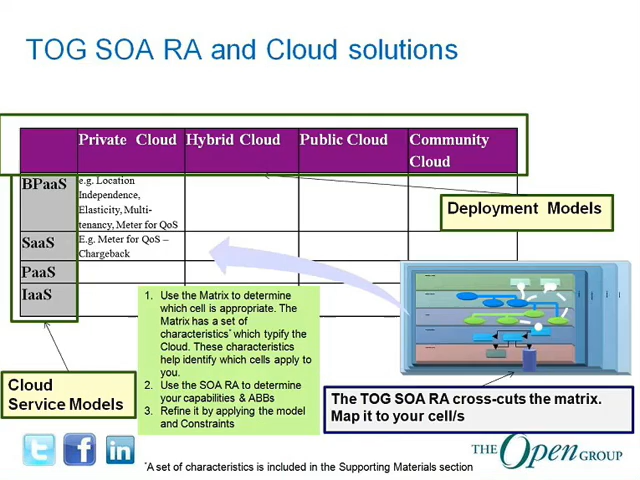 TOG SOA RA and Cloud solutions
Private Cloud Hybrid Cloud Public Cloud Community
Cloud
BPaaS
e.g. Location
Independence,
Elasticity, Multi-
tenancy, Meter for QoS
SaaS
E.g. Meter for QoS –
Chargeback
PaaS
IaaS
Deployment Models
1. Use the Matrix to determine
which cell is appropriate. The
Matrix has a set of
characteristics* which typify the
Cloud. These characteristics
help identify which cells apply to
you.
2. Use the SOA RA to determine
your capabilities & ABBs
3. Refine it by applying the model
and Constraints
Cloud
Service Models
The TOG SOA RA cross-cuts the matrix.
Map it to your cell/s
THE Open GROUP
*A set of characteristics is included in the Supporting Materials section